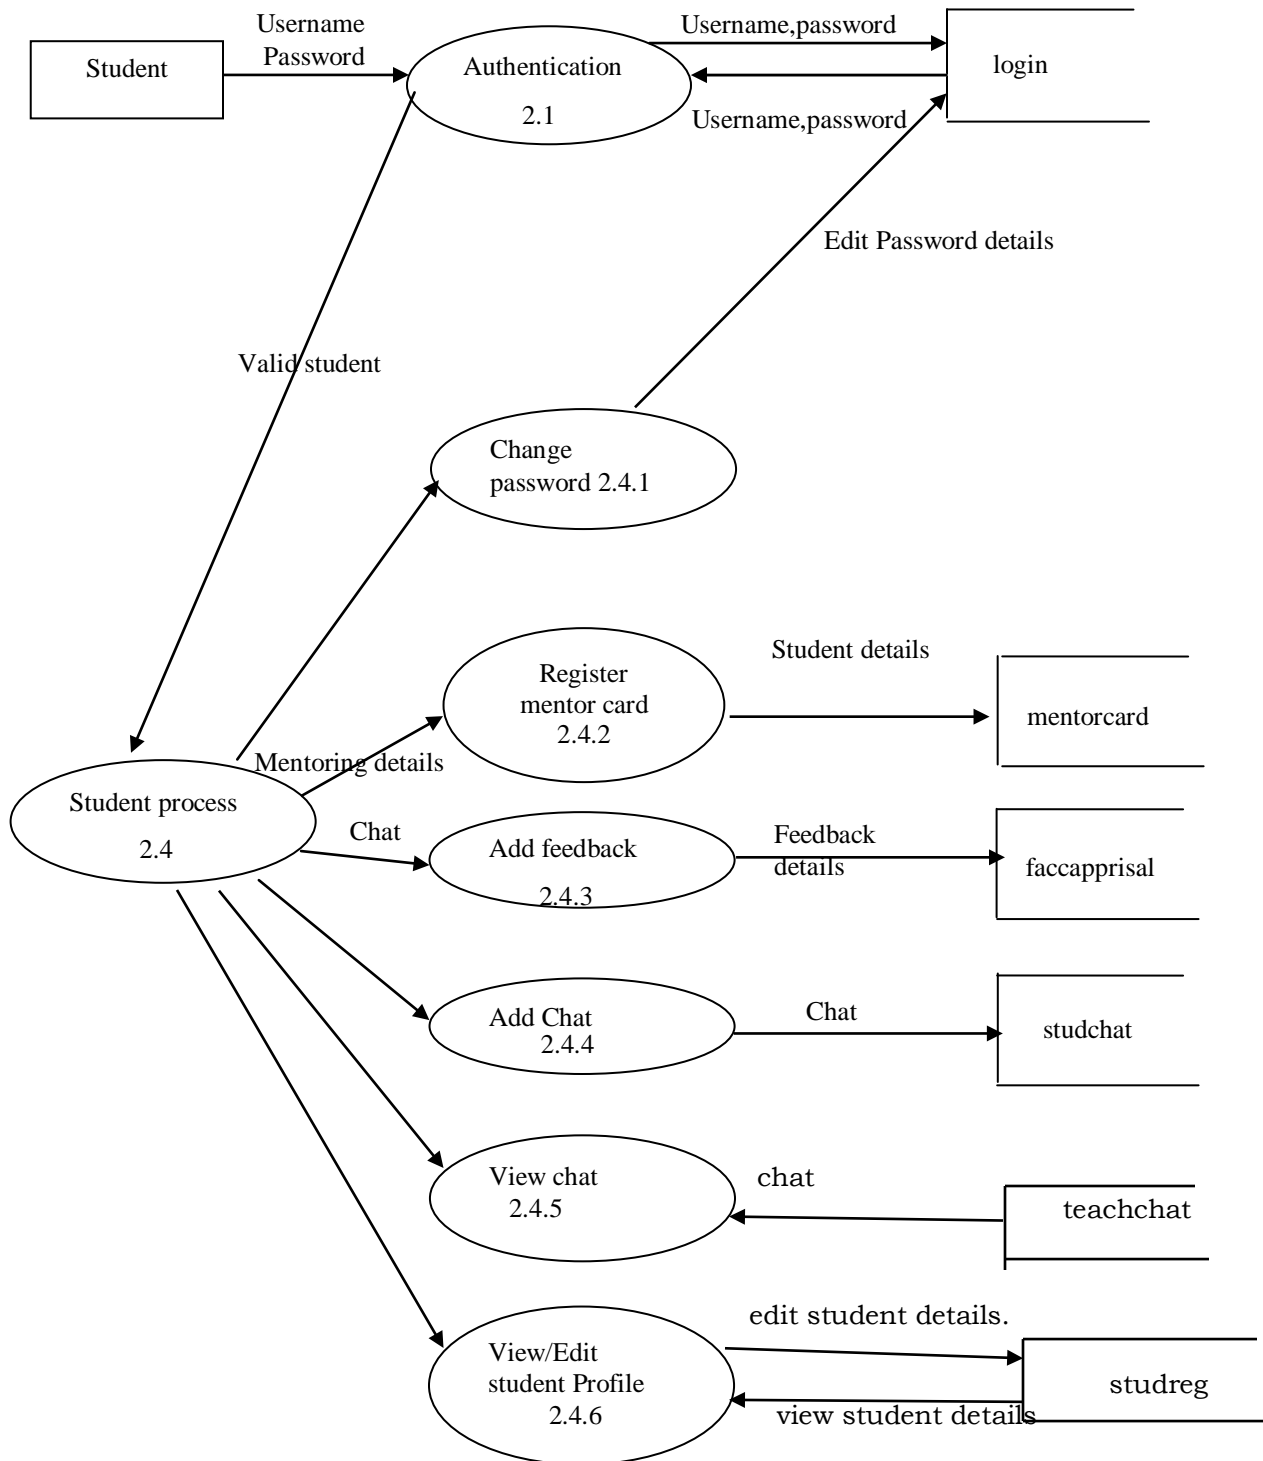 Username
Password
Student
Authentication
2.1
Username,password
login
Username,password
Edit Password details
Valid student
Change
password 2.4.1
Register
mentor card
2.4.2
Student details
mentorcard
Mentoring details
Student process
2.4
Chat
Add feedback
2.4.3
Feedback
details
faccapprisal
Add Chat
2.4.4
Chat
studchat
View chat
2.4.5
chat
teachchat
edit student details.
View/Edit
student Profile
2.4.6
studreg
view student details